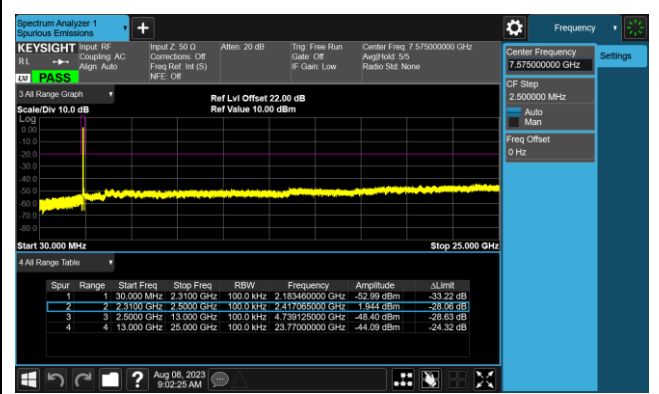 Spectrum Analyzer 1
Spurious Emissions
Frequency
KEYSIGHT Input: RF Input Z: 50 Ω Atten: 20 dB Trig: Free Run Center Freq: 7.575000000 GHz
RL Coupling: AC Corrections: Off Gate: Off Avg|Hold: 5/5
Align: Auto Freq Ref: Int (S) IF Gain: Low Radio Std: None
LXI PASS NFE: Off
Center Frequency
7.575000000 GHz
Settings
CF Step
2.500000 MHz
Auto
Man
Freq Offset
0 Hz
3 All Range Graph
Ref Lvl Offset 22.00 dB
Scale/Div 10.0 dB Ref Value 10.00 dBm
Log
0.00
-10.0
-20.0
-30.0
-40.0
-50.0
-60.0
-70.0
-80.0
Start 30.000 MHz Stop 25.000 GHz
4 All Range Table
Spur Range Start Freq Stop Freq RBW Frequency Amplitude ΔLimit
1 1 30.000 MHz 2.3100 GHz 100.0 kHz 2.183460000 GHz -52.99 dBm -33.22 dB
2 2 2.3100 GHz 2.5000 GHz 100.0 kHz 2.417065000 GHz 1.944 dBm -28.06 dB
3 3 2.5000 GHz 13.000 GHz 100.0 kHz 4.739125000 GHz -48.40 dBm -28.63 dB
4 4 13.000 GHz 25.000 GHz 100.0 kHz 23.77000000 GHz -44.09 dBm -24.32 dB
? Aug 08, 2023
9:02:25 AM